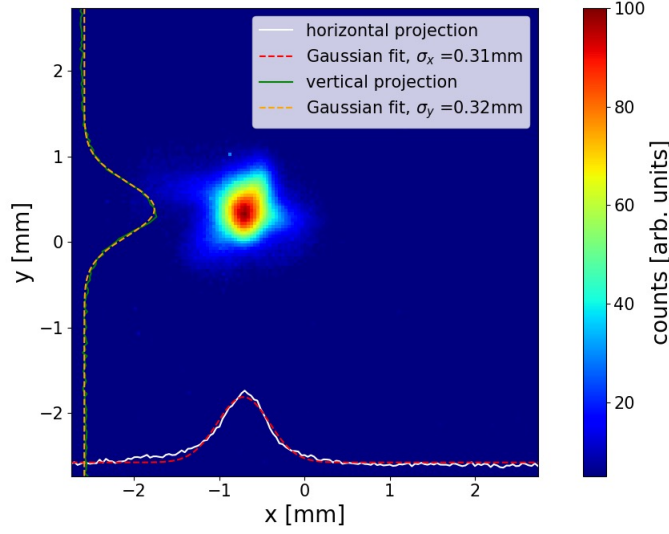 horizontal projection
Gaussian fit, σx =0.31mm
vertical projection
Gaussian fit, σy =0.32mm
2
1
0
−1
−2
y [mm]
−2 −1 0 1 2
x [mm]
100
80
60
40
20
counts [arb. units]